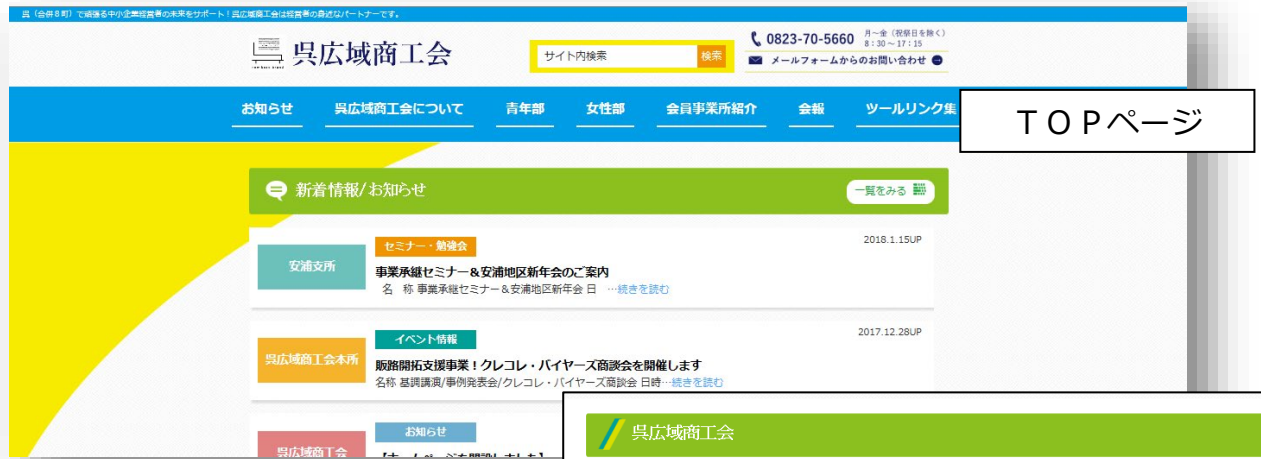 呉（合併８町）で頑張る中小企業経営者の未来をサポート！呉広域商工会は経営者の身近なパートナーです。
呉広域商工会
サイト内検索 検索
0823-70-5660 月～金（祝祭日を除く） 8：30～17：15
メールフォームからのお問い合わせ
お知らせ 呉広域商工会について 青年部 女性部 会員事業所紹介 会報 ツールリンク集
ＴＯＰページ
新着情報/お知らせ 一覧をみる
安浦支所 セミナー・勉強会 2018.1.15UP
事業承継セミナー＆安浦地区新年会のご案内
名　称 事業承継セミナー＆安浦地区新年会 日 …続きを読む
呉広域商工会本所 イベント情報 2017.12.28UP
販路開拓支援事業！クレコレ・バイヤーズ商談会を開催します
名称 基調講演/事例発表会/クレコレ・バイヤーズ商談会 日時…続きを読む
呉広域商工会
お知らせ
呉広域商工会